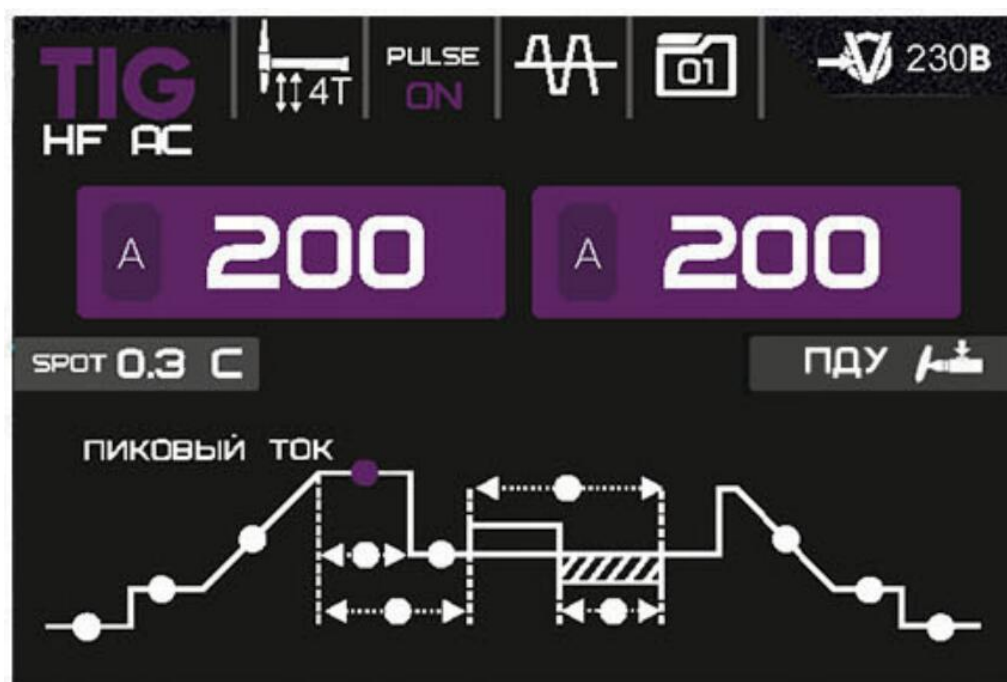 TIG
HF AC
4T
PULSE
ON
01
230В
A 200
A 200
SPOT 0.3 С
ПДУ
ПИКОВЫЙ ТОК